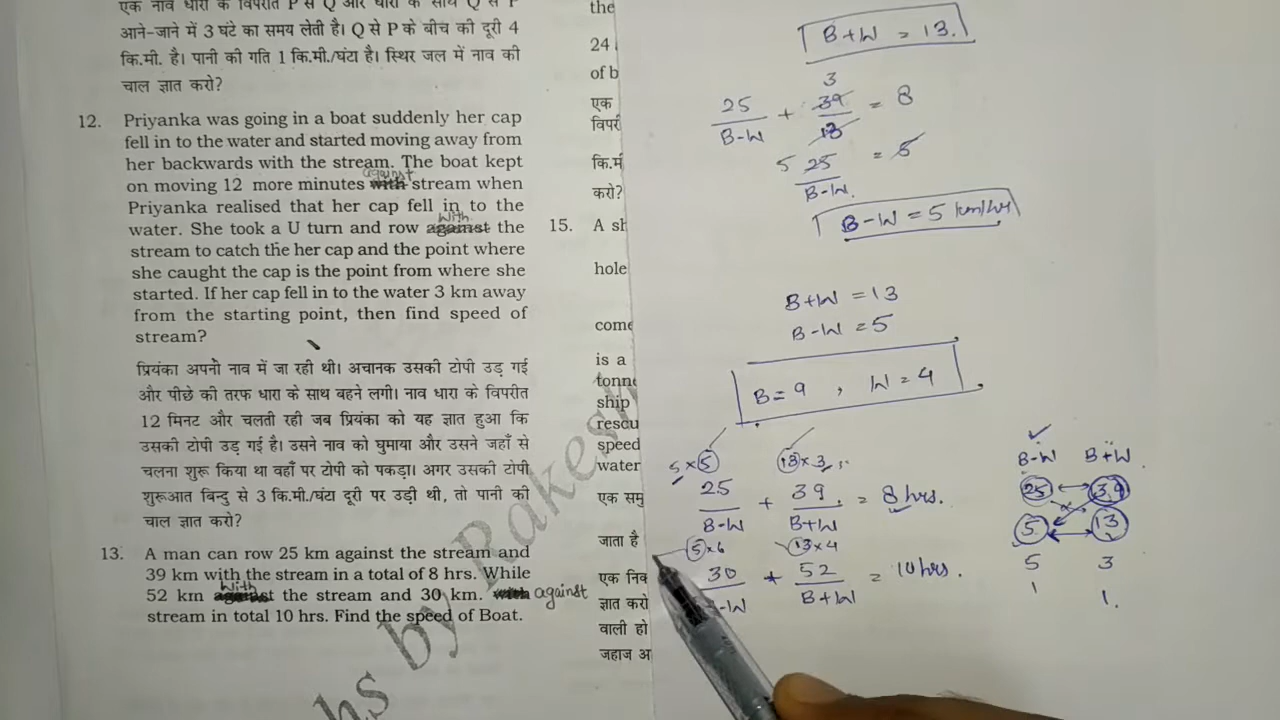 एक नाव धारा के विपरीत P से Q और धारा के साथ Q से P
आने-जाने में 3 घंटे का समय लेती है। Q से P के बीच की दूरी 4
कि.मी. है। पानी की गति 1 कि.मी./घंटा है। स्थिर जल में नाव की
चाल ज्ञात करो?
12. Priyanka was going in a boat suddenly her cap
fell in to the water and started moving away from
her backwards with the stream. The boat kept
against
on moving 12 more minutes with stream when
Priyanka realised that her cap fell in to the
with
water. She took a U turn and row against the
stream to catch the her cap and the point where
she caught the cap is the point from where she
started. If her cap fell in to the water 3 km away
from the starting point, then find speed of
stream?
प्रियंका अपनी नाव में जा रही थी। अचानक उसकी टोपी उड़ गई
और पीछे की तरफ धारा के साथ बहने लगी। नाव धारा के विपरीत
12 मिनट और चलती रही जब प्रियंका को यह ज्ञात हुआ कि
उसकी टोपी उड़ गई है। उसने नाव को घुमाया और उसने जहाँ से
चलना शुरू किया था वहाँ पर टोपी को पकड़ा। अगर उसकी टोपी
शुरूआत बिन्दु से 3 कि.मी./घंटा दूरी पर उड़ी थी, तो पानी की
चाल ज्ञात करो?
13. A man can row 25 km against the stream and
39 km with the stream in a total of 8 hrs. While
with
52 km against the stream and 30 km. with against
stream in total 10 hrs. Find the speed of Boat.
the
24
of b
एक
विपरी
कि.मी
करो?
15. A sh
hole
come
is a
tonne
ship
rescu
speed
water
एक समु
जाता है
एक निक
ज्ञात करो
वाली हो
जहाज अ
hs by Rakesh
B+W = 13.
3
25/B-W + 39/13 = 8
5 25/B-W = 5
B-W = 5 km/hr
B+W = 13
B-W = 5
B = 9 , W = 4
5×5 13×3
25/B-W + 39/B+W = 8 hrs.
5×6 13×4
30/B-W + 52/B+W = 10 hrs.
B-W B+W
25 39
5 13
5 3
1 1.